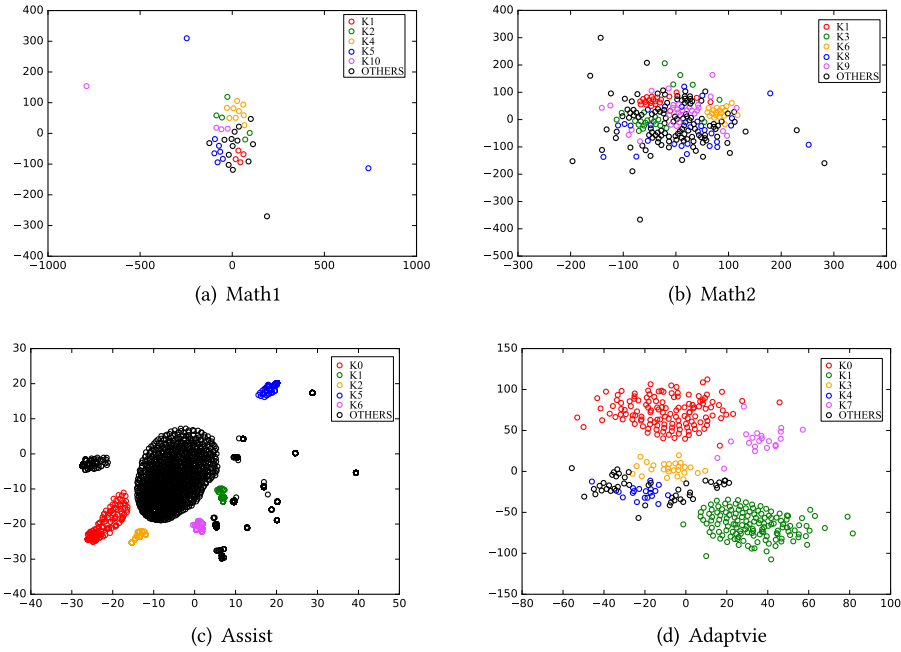 400
300
200
100
0
−100
−200
−300
−400
−1000 −500 0 500 1000
K1
K2
K4
K5
K10
OTHERS
(a) Math1
400
300
200
100
0
−100
−200
−300
−400
−500
−300 −200 −100 0 100 200 300 400
K1
K3
K6
K8
K9
OTHERS
(b) Math2
30
20
10
0
−10
−20
−30
−40
−40 −30 −20 −10 0 10 20 30 40 50
K0
K1
K2
K5
K6
OTHERS
(c) Assist
150
100
50
0
−50
−100
−150
−80 −60 −40 −20 0 20 40 60 80 100
K0
K1
K3
K4
K7
OTHERS
(d) Adaptvie